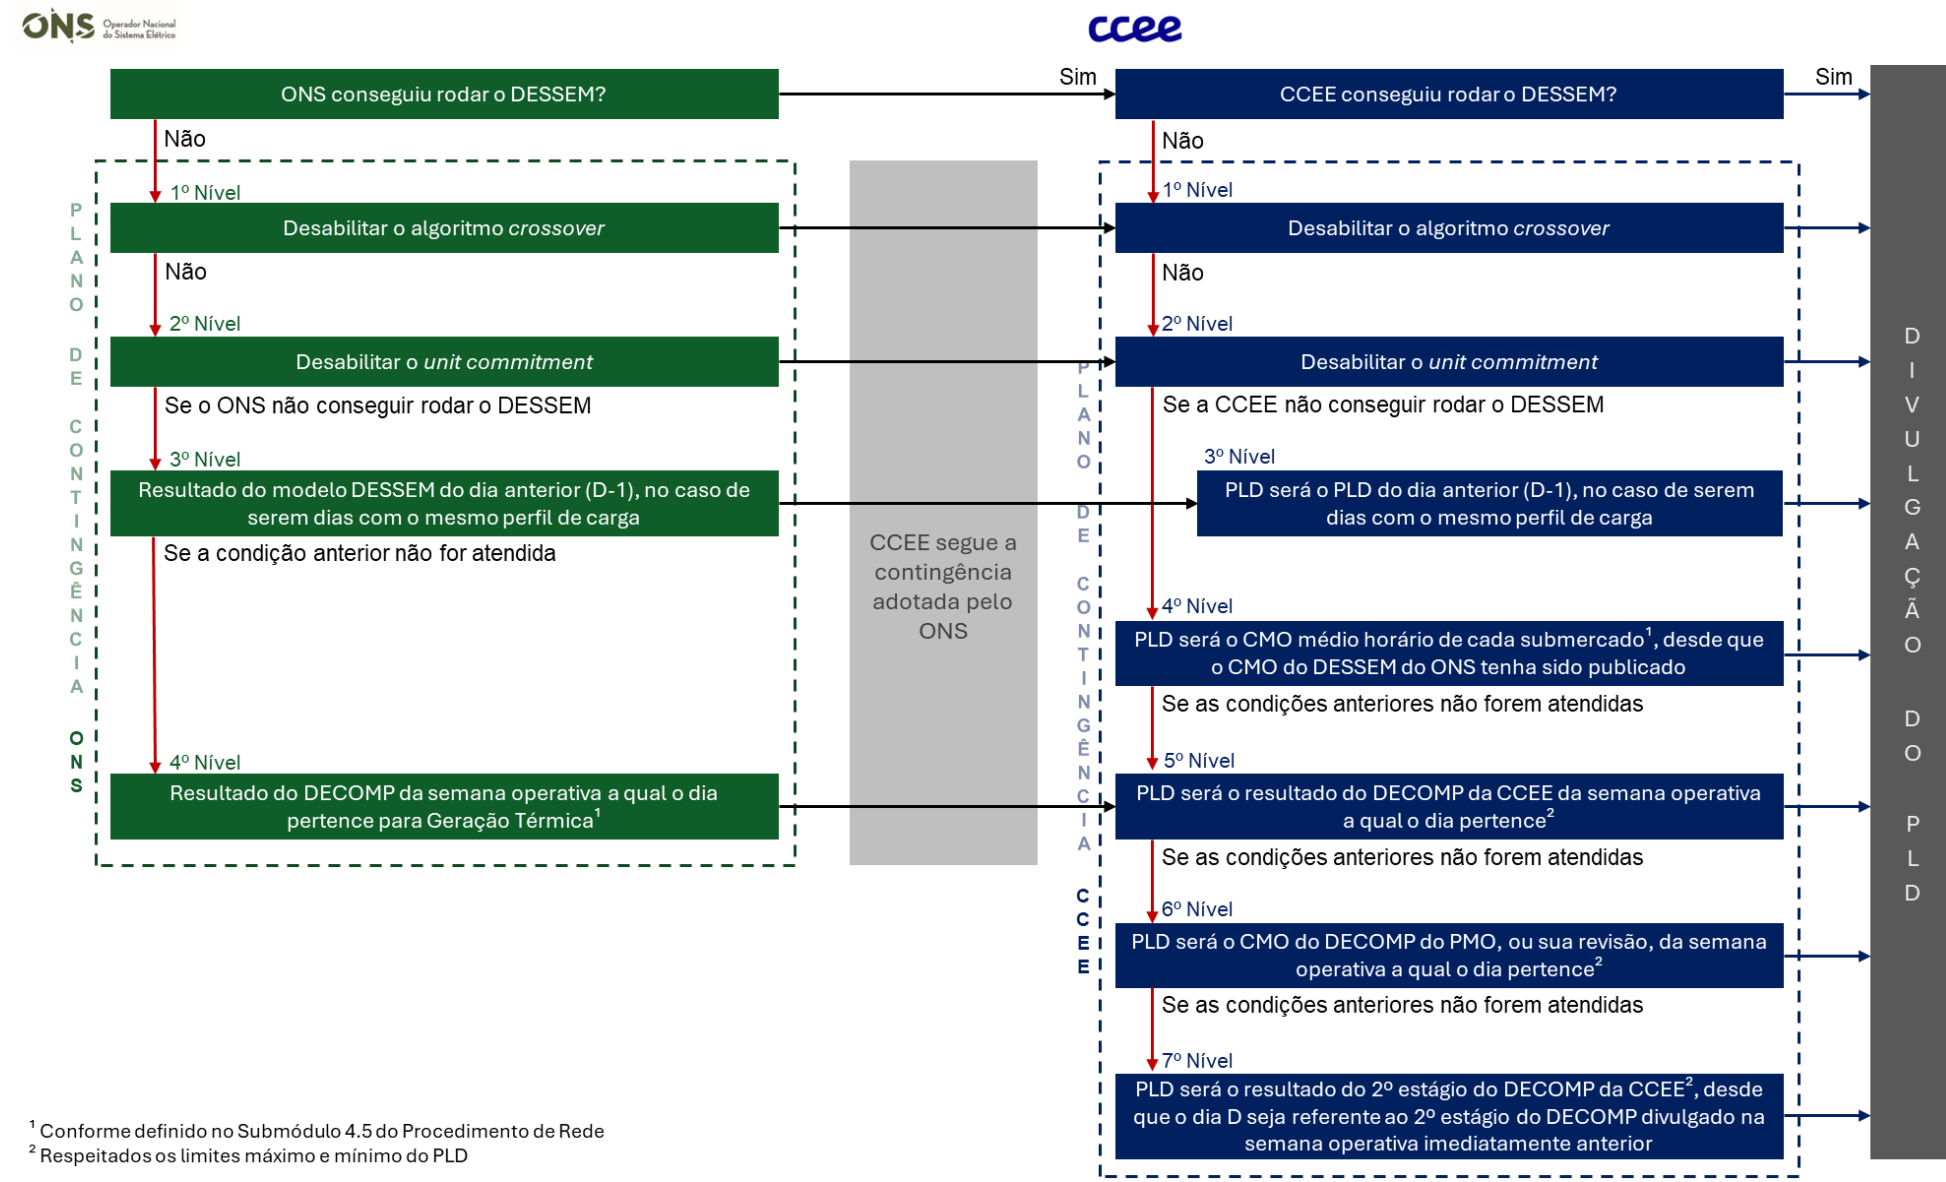 ONS Operador Nacional
do Sistema Elétrico
ccee
ONS conseguiu rodar o DESSEM?
Sim
CCEE conseguiu rodar o DESSEM?
Sim
Não
Não
PLANO DE CONTINGÊNCIA ONS
1º Nível
Desabilitar o algoritmo crossover
Não
2º Nível
Desabilitar o unit commitment
Se o ONS não conseguir rodar o DESSEM
3º Nível
Resultado do modelo DESSEM do dia anterior (D-1), no caso de
serem dias com o mesmo perfil de carga
Se a condição anterior não for atendida
4º Nível
Resultado do DECOMP da semana operativa a qual o dia
pertence para Geração Térmica¹
CCEE segue a
contingência
adotada pelo
ONS
PLANO DE CONTINGÊNCIA CCEE
1º Nível
Desabilitar o algoritmo crossover
Não
2º Nível
Desabilitar o unit commitment
Se a CCEE não conseguir rodar o DESSEM
3º Nível
PLD será o PLD do dia anterior (D-1), no caso de serem
dias com o mesmo perfil de carga
4º Nível
PLD será o CMO médio horário de cada submercado¹, desde que
o CMO do DESSEM do ONS tenha sido publicado
Se as condições anteriores não forem atendidas
5º Nível
PLD será o resultado do DECOMP da CCEE da semana operativa
a qual o dia pertence²
Se as condições anteriores não forem atendidas
6º Nível
PLD será o CMO do DECOMP do PMO, ou sua revisão, da semana
operativa a qual o dia pertence²
Se as condições anteriores não forem atendidas
7º Nível
PLD será o resultado do 2º estágio do DECOMP da CCEE², desde
que o dia D seja referente ao 2º estágio do DECOMP divulgado na
semana operativa imediatamente anterior
DIVULGAÇÃO DO PLD
¹ Conforme definido no Submódulo 4.5 do Procedimento de Rede
² Respeitados os limites máximo e mínimo do PLD